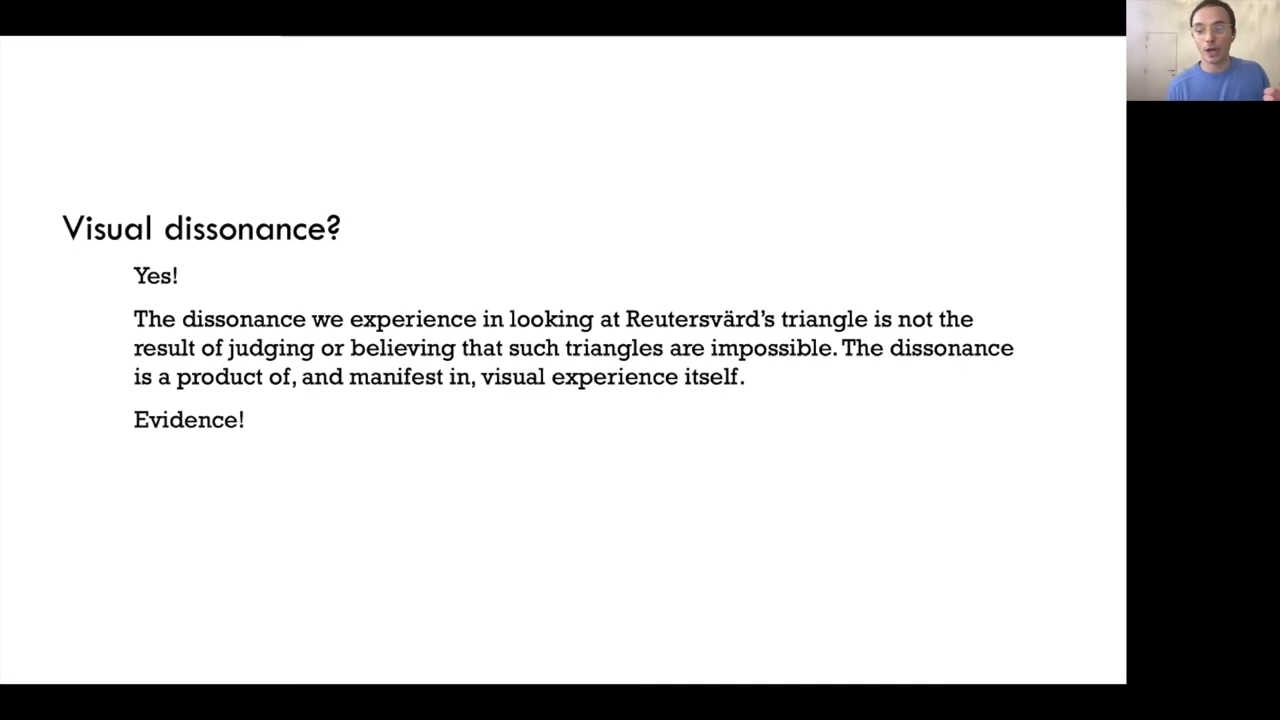 Visual dissonance?
Yes!
The dissonance we experience in looking at Reutersvärd’s triangle is not the
result of judging or believing that such triangles are impossible. The dissonance
is a product of, and manifest in, visual experience itself.
Evidence!